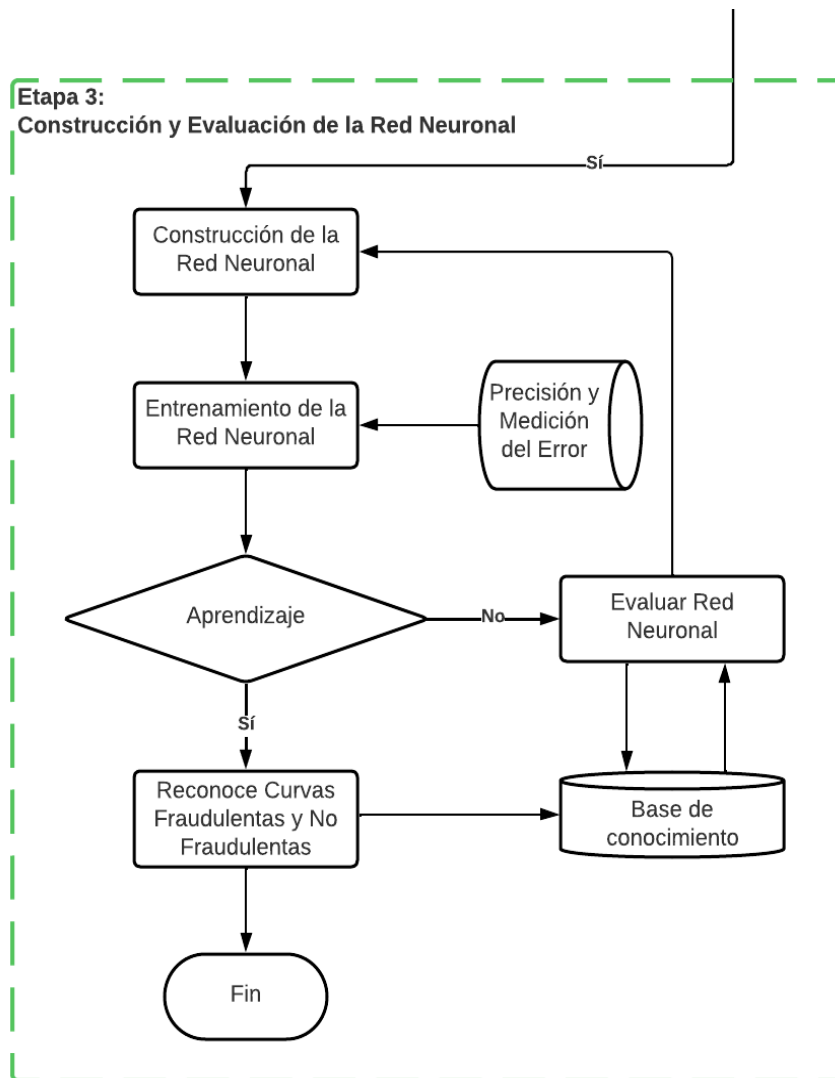 Etapa 3:
Construcción y Evaluación de la Red Neuronal
Sí
Construcción de la
Red Neuronal
Entrenamiento de la
Red Neuronal
Precisión y
Medición
del Error
Aprendizaje
No
Evaluar Red
Neuronal
Sí
Reconoce Curvas
Fraudulentas y No
Fraudulentas
Base de
conocimiento
Fin